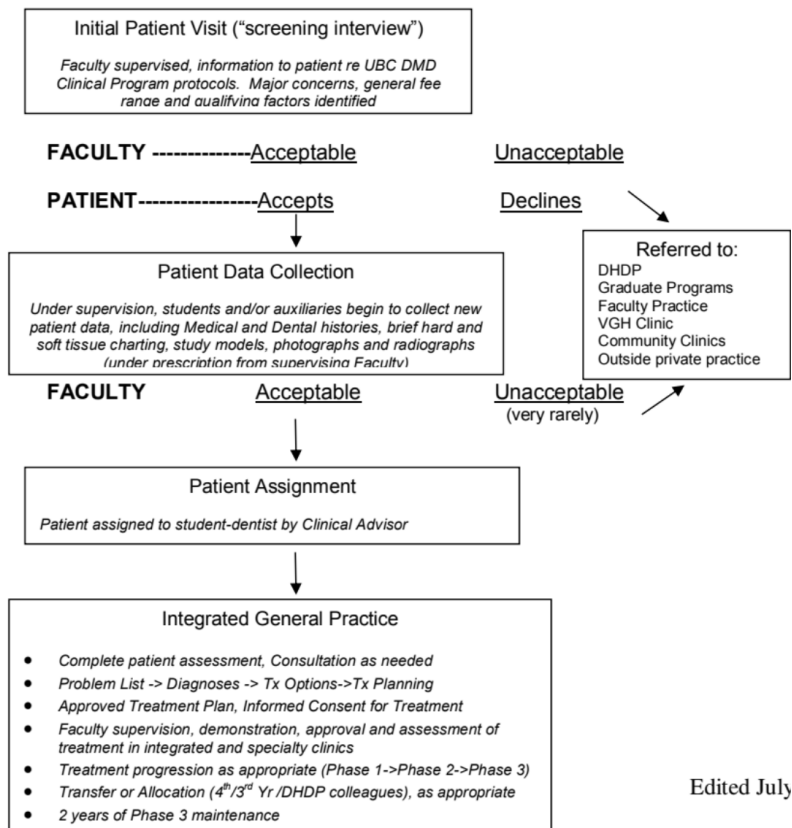 Initial Patient Visit (“screening interview”)
Faculty supervised, information to patient re UBC DMD
Clinical Program protocols. Major concerns, general fee
range and qualifying factors identified
FACULTY --------------Acceptable Unacceptable
PATIENT-----------------Accepts Declines
Referred to:
DHDP
Graduate Programs
Faculty Practice
VGH Clinic
Community Clinics
Outside private practice
Patient Data Collection
Under supervision, students and/or auxiliaries begin to collect new
patient data, including Medical and Dental histories, brief hard and
soft tissue charting, study models, photographs and radiographs
(under prescription from supervising Faculty)
FACULTY Acceptable Unacceptable
(very rarely)
Patient Assignment
Patient assigned to student-dentist by Clinical Advisor
Integrated General Practice
• Complete patient assessment, Consultation as needed
• Problem List -> Diagnoses -> Tx Options->Tx Planning
• Approved Treatment Plan, Informed Consent for Treatment
• Faculty supervision, demonstration, approval and assessment of
treatment in integrated and specialty clinics
• Treatment progression as appropriate (Phase 1->Phase 2->Phase 3)
• Transfer or Allocation (4th/3rd Yr /DHDP colleagues), as appropriate
• 2 years of Phase 3 maintenance
Edited July